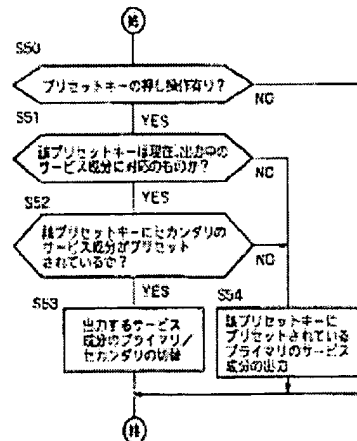 S50
プリセットキーの押し操作有り?
NO
YES
S51
該プリセットキーは現在、出力中の
サービス成分に対応のものか?
NO
YES
S52
該プリセットキーにセカンダリの
サービス成分がプリセット
されているか?
NO
YES
S53
出力するサービス
成分のプライマリ/
セカンダリの切替
S54
該プリセットキーに
プリセットされている
プライマリのサービス
成分の出力